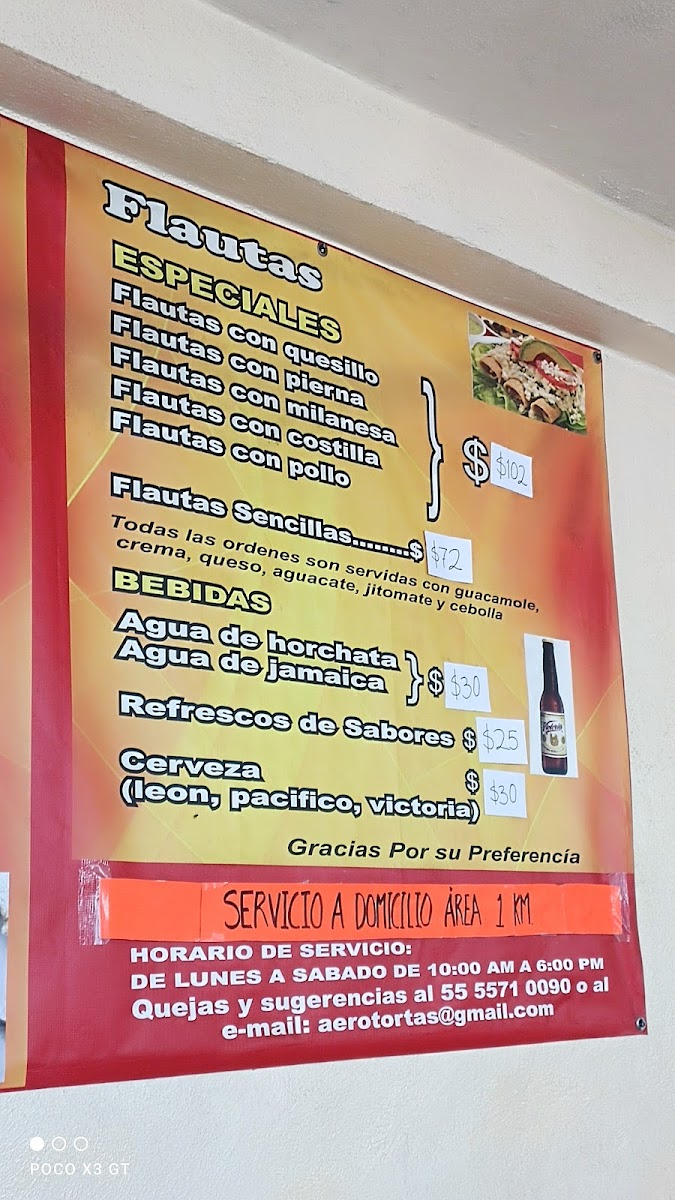 Flautas
ESPECIALES
Flautas con quesillo
Flautas con pierna
Flautas con milanesa
Flautas con costilla
Flautas con pollo
$ $102
Flautas Sencillas........$ $72
Todas las ordenes son servidas con guacamole,
crema, queso, aguacate, jitomate y cebolla
BEBIDAS
Agua de horchata
Agua de jamaica
$ $30
Refrescos de Sabores $ $25
Cerveza
(leon, pacifico, victoria)
$ $30
Victoria
Gracias Por su Preferencía
SERVICIO A DOMICILIO ÁREA 1 KM.
HORARIO DE SERVICIO:
DE LUNES A SABADO DE 10:00 AM A 6:00 PM
Quejas y sugerencias al 55 5571 0090 o al
e-mail: aerotortas@gmail.com
POCO X3 GT